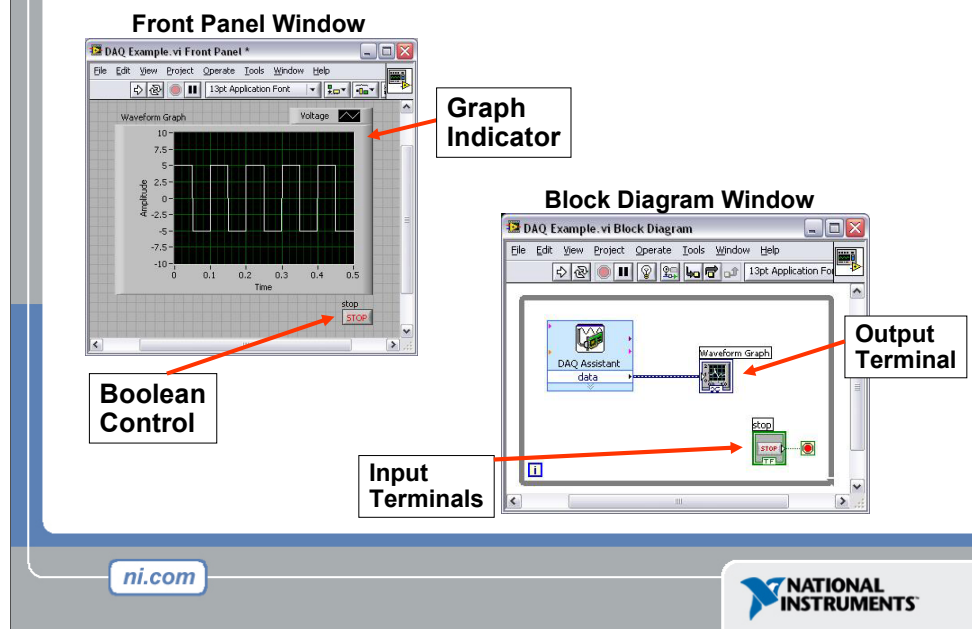 Front Panel Window
DAQ Example.vi Front Panel *
File Edit View Project Operate Tools Window Help
13pt Application Font
Waveform Graph
Voltage
10
7.5
5
2.5
0
-2.5
-5
-7.5
-10
Amplitude
0 0.1 0.2 0.3 0.4 0.5
Time
stop
STOP
Graph
Indicator
Boolean
Control
Block Diagram Window
DAQ Example.vi Block Diagram
File Edit View Project Operate Tools Window Help
13pt Application Fo
DAQ Assistant
data
Waveform Graph
stop
STOP
TF
i
Output
Terminal
Input
Terminals
ni.com
NATIONAL
INSTRUMENTS